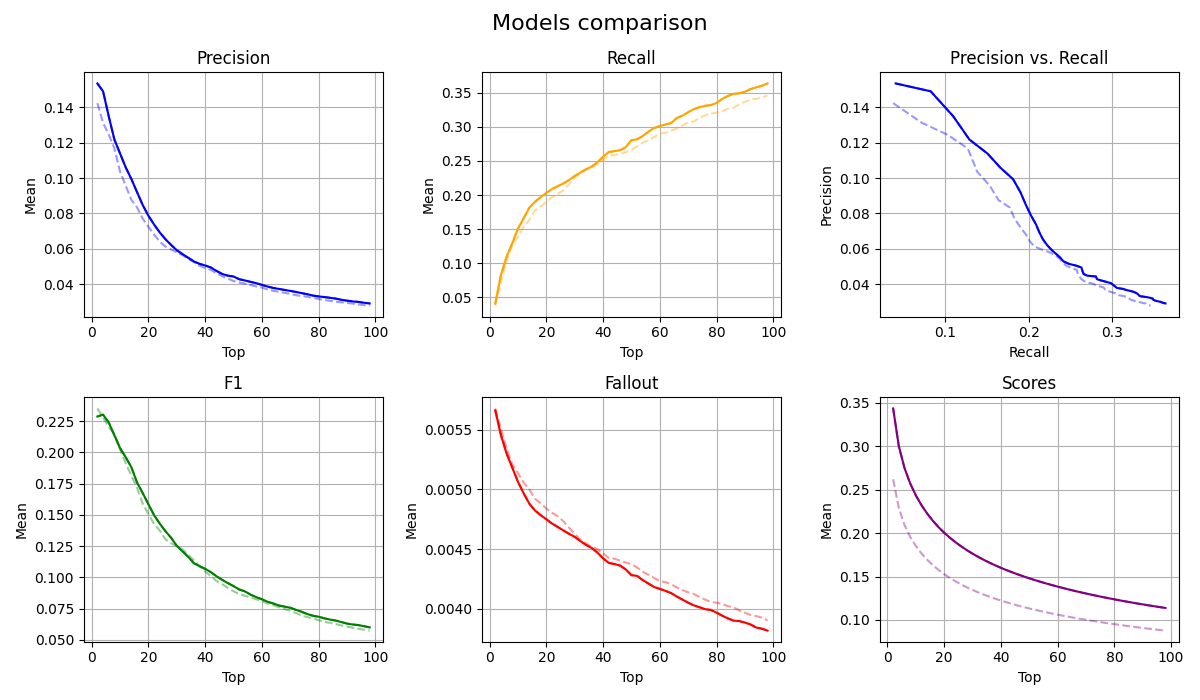 Models comparison
Precision
Recall
Precision vs. Recall
Mean
0.14
0.12
0.10
0.08
0.06
0.04
0 20 40 60 80 100
Top
Mean
0.35
0.30
0.25
0.20
0.15
0.10
0.05
0 20 40 60 80 100
Top
Precision
0.14
0.12
0.10
0.08
0.06
0.04
0.1 0.2 0.3
Recall
F1
Fallout
Scores
Mean
0.225
0.200
0.175
0.150
0.125
0.100
0.075
0.050
0 20 40 60 80 100
Top
Mean
0.0055
0.0050
0.0045
0.0040
0 20 40 60 80 100
Top
Mean
0.35
0.30
0.25
0.20
0.15
0.10
0 20 40 60 80 100
Top